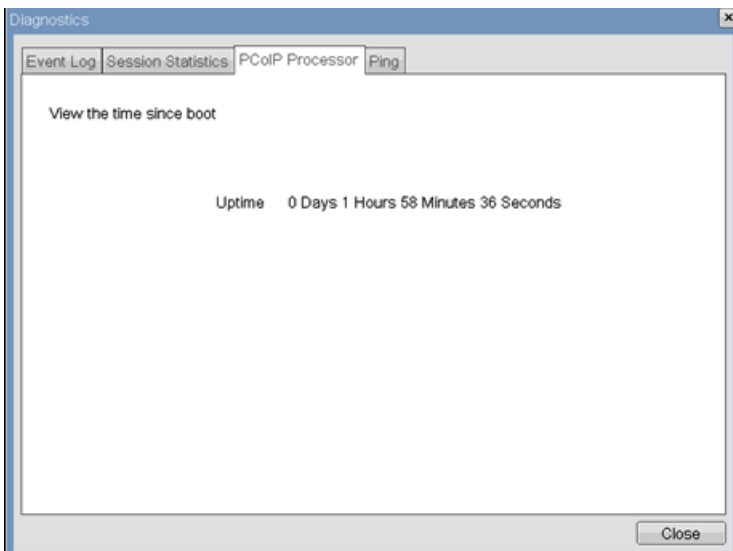 Diagnostics
Event Log Session Statistics PCoIP Processor Ping
View the time since boot
Uptime 0 Days 1 Hours 58 Minutes 36 Seconds
Close